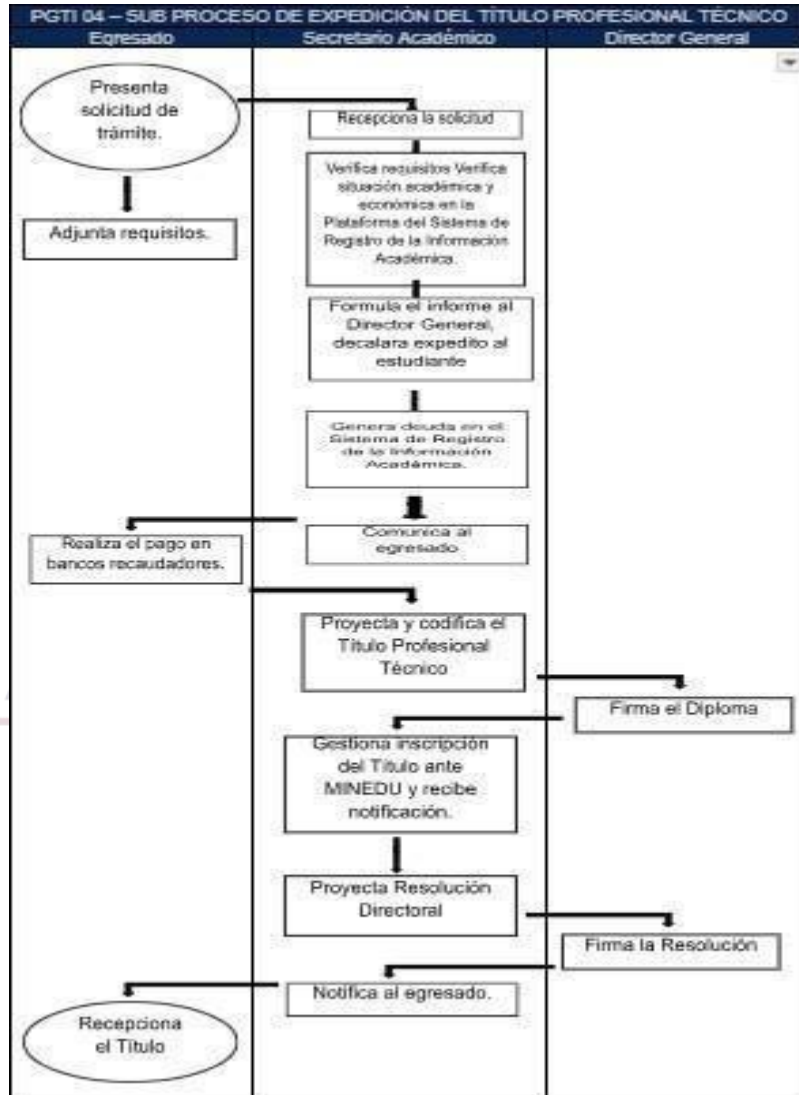 PGTI 04 – SUB PROCESO DE EXPEDICIÓN DEL TÍTULO PROFESIONAL TÉCNICO
Egresado
Secretario Académico
Director General
Presenta
solicitud de
trámite.
Recepciona la solicitud
Adjunta requisitos.
Verifica requisitos Verifica
situación académica y
económica en la
Plataforma del Sistema de
Registro de la Información
Académica.
Formula el informe al
Director General,
decalara expedito al
estudiante
Genera deuda en el
Sistema de Registro
de la Información
Académica.
Comunica al
egresado
Realiza el pago en
bancos recaudadores.
Proyecta y codifica el
Título Profesional
Técnico
Firma el Diploma
Gestiona inscripción
del Título ante
MINEDU y recibe
notificación.
Proyecta Resolución
Directoral
Firma la Resolución
Notifica al egresado.
Recepciona
el Título